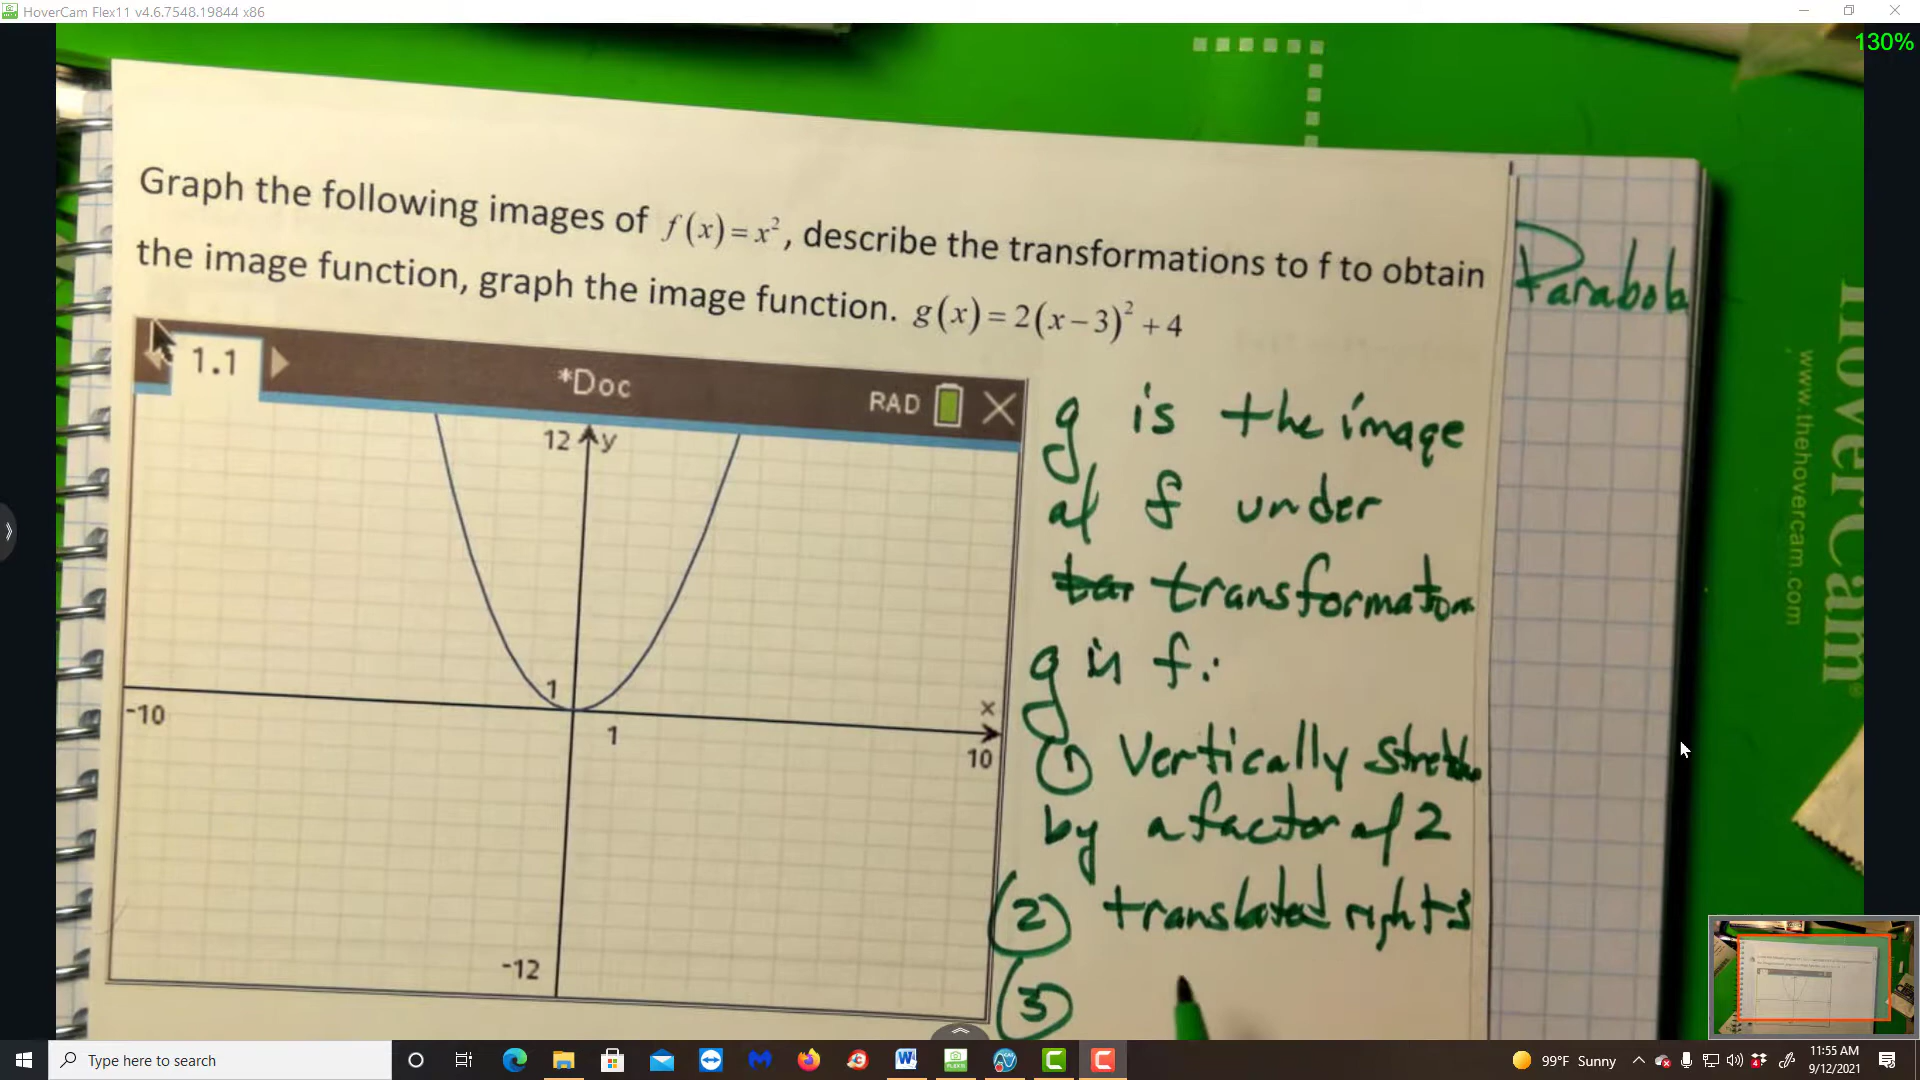 HoverCam Flex11 v4.6.7548.19844 x86
130%
Graph the following images of f(x)=x², describe the transformations to f to obtain
the image function, graph the image function. g(x)=2(x−3)²+4
Parabola
1.1
*Doc
RAD
12
y
1
-10
1
x
10
-12
g is the image
of f under
transformations
g is f:
① Vertically stretched
by a factor of 2
② translated right 3
③
HoverCam
www.thehovercam.com
Type here to search
99°F Sunny
11:55 AM
9/12/2021